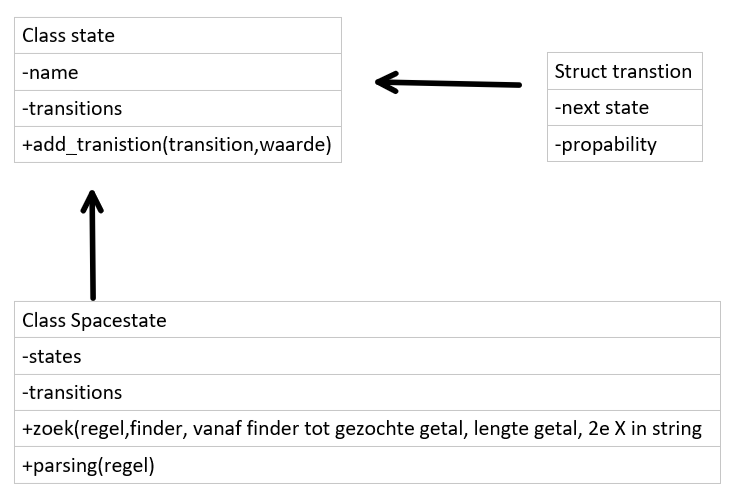 Class state
-name
-transitions
+add_tranistion(transition,waarde)
Struct transtion
-next state
-propability
Class Spacestate
-states
-transitions
+zoek(regel,finder, vanaf finder tot gezochte getal, lengte getal, 2e X in string
+parsing(regel)